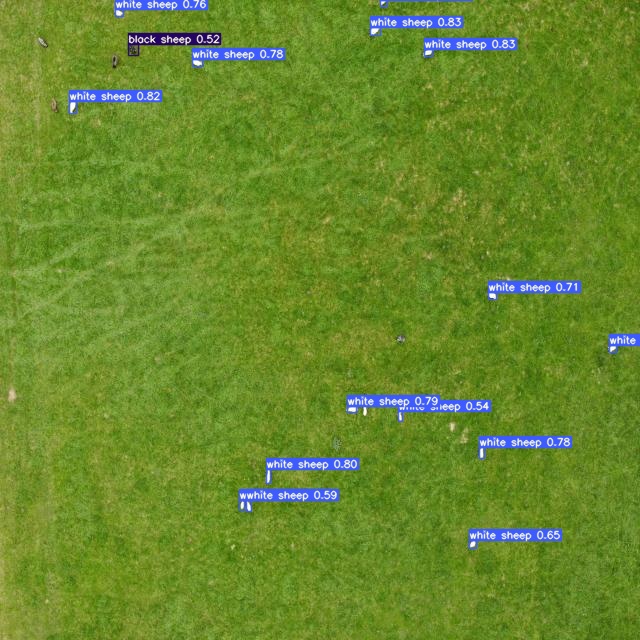 white sheep 0.76
white sheep 0.83
black sheep 0.52
white sheep 0.83
white sheep 0.78
white sheep 0.82
white sheep 0.71
white
white sheep 0.79
white sheep 0.54
white sheep 0.78
white sheep 0.80
wwhite sheep 0.59
white sheep 0.65